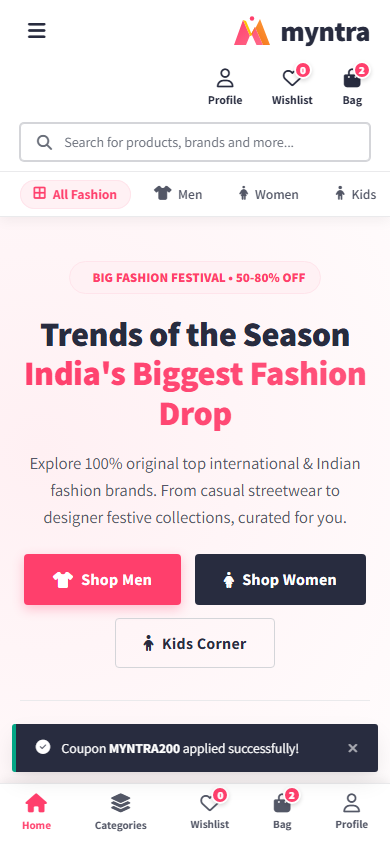 myntra
0
2
Profile
Wishlist
Bag
Search for products, brands and more...
All Fashion
Men
Women
Kids
BIG FASHION FESTIVAL • 50-80% OFF
Trends of the Season
India's Biggest Fashion
Drop
Explore 100% original top international & Indian
fashion brands. From casual streetwear to
designer festive collections, curated for you.
Shop Men
Shop Women
Kids Corner
Coupon MYNTRA200 applied successfully!
0
2
Home
Categories
Wishlist
Bag
Profile